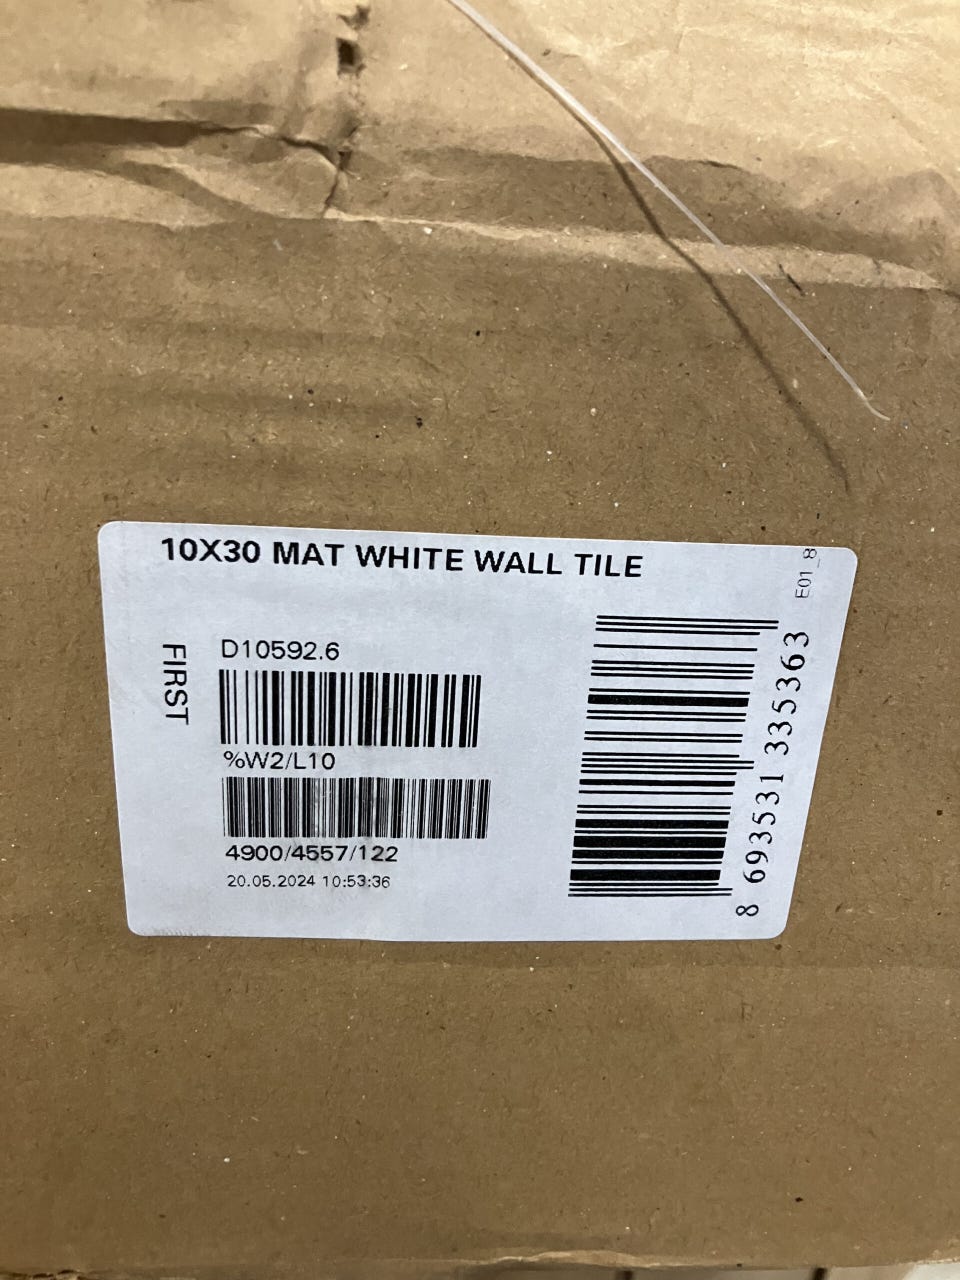 10X30 MAT WHITE WALL TILE
E01_8
FIRST
D10592.6
%W2/L10
4900/4557/122
20.05.2024 10:53:36
8 693531 335363